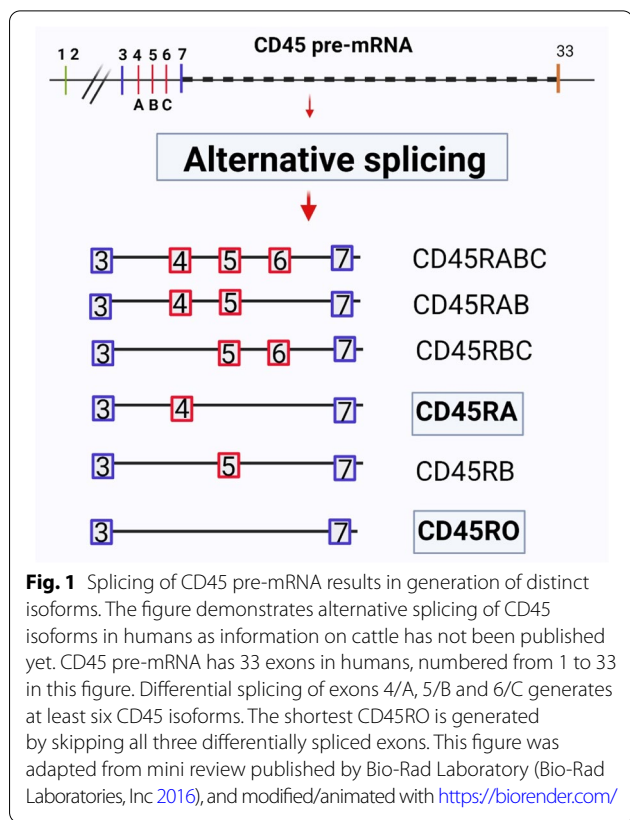 CD45 pre-mRNA
1 2 3 4 5 6 7 33
A B C
Alternative splicing
3 4 5 6 7 CD45RABC
3 4 5 7 CD45RAB
3 5 6 7 CD45RBC
3 4 7 CD45RA
3 5 7 CD45RB
3 7 CD45RO
Fig. 1 Splicing of CD45 pre-mRNA results in generation of distinct
isoforms. The figure demonstrates alternative splicing of CD45
isoforms in humans as information on cattle has not been published
yet. CD45 pre-mRNA has 33 exons in humans, numbered from 1 to 33
in this figure. Differential splicing of exons 4/A, 5/B and 6/C generates
at least six CD45 isoforms. The shortest CD45RO is generated
by skipping all three differentially spliced exons. This figure was
adapted from mini review published by Bio-Rad Laboratory (Bio-Rad
Laboratories, Inc 2016), and modified/animated with https://biorender.com/